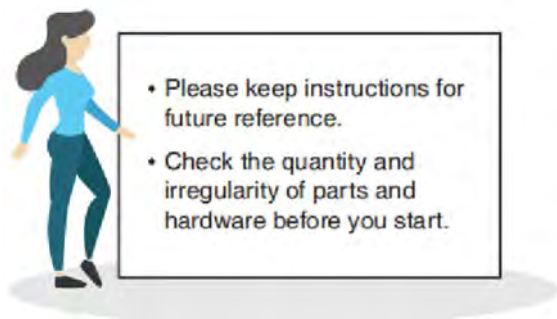 • Please keep instructions for
future reference.
• Check the quantity and
irregularity of parts and
hardware before you start.